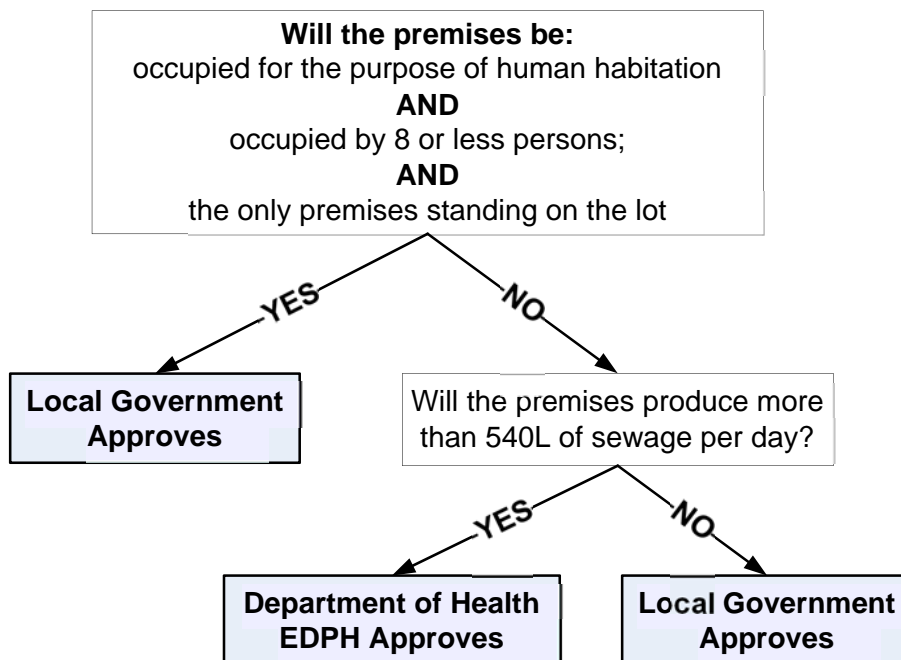 Will the premises be:
occupied for the purpose of human habitation
AND
occupied by 8 or less persons;
AND
the only premises standing on the lot
YES
NO
Local Government
Approves
Will the premises produce more
than 540L of sewage per day?
YES
NO
Department of Health
EDPH Approves
Local Government
Approves